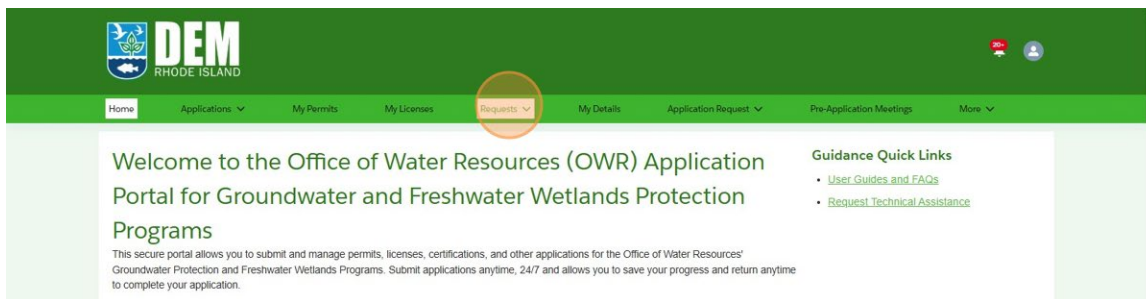 DEM
RHODE ISLAND
20+
Home Applications My Permits My Licenses Requests My Details Application Request Pre-Application Meetings More
Welcome to the Office of Water Resources (OWR) Application
Portal for Groundwater and Freshwater Wetlands Protection
Programs
This secure portal allows you to submit and manage permits, licenses, certifications, and other applications for the Office of Water Resources'
Groundwater Protection and Freshwater Wetlands Programs. Submit applications anytime, 24/7 and allows you to save your progress and return anytime
to complete your application.
Guidance Quick Links
User Guides and FAQs
Request Technical Assistance